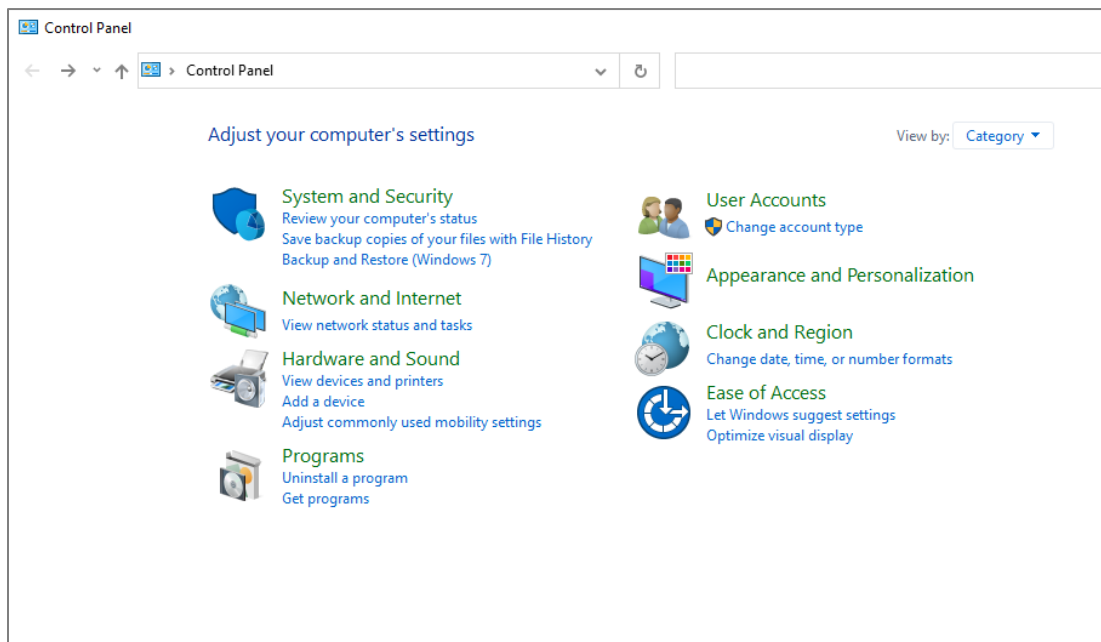 Control Panel
Control Panel
Adjust your computer's settings
View by: Category
System and Security
Review your computer's status
Save backup copies of your files with File History
Backup and Restore (Windows 7)
Network and Internet
View network status and tasks
Hardware and Sound
View devices and printers
Add a device
Adjust commonly used mobility settings
Programs
Uninstall a program
Get programs
User Accounts
Change account type
Appearance and Personalization
Clock and Region
Change date, time, or number formats
Ease of Access
Let Windows suggest settings
Optimize visual display